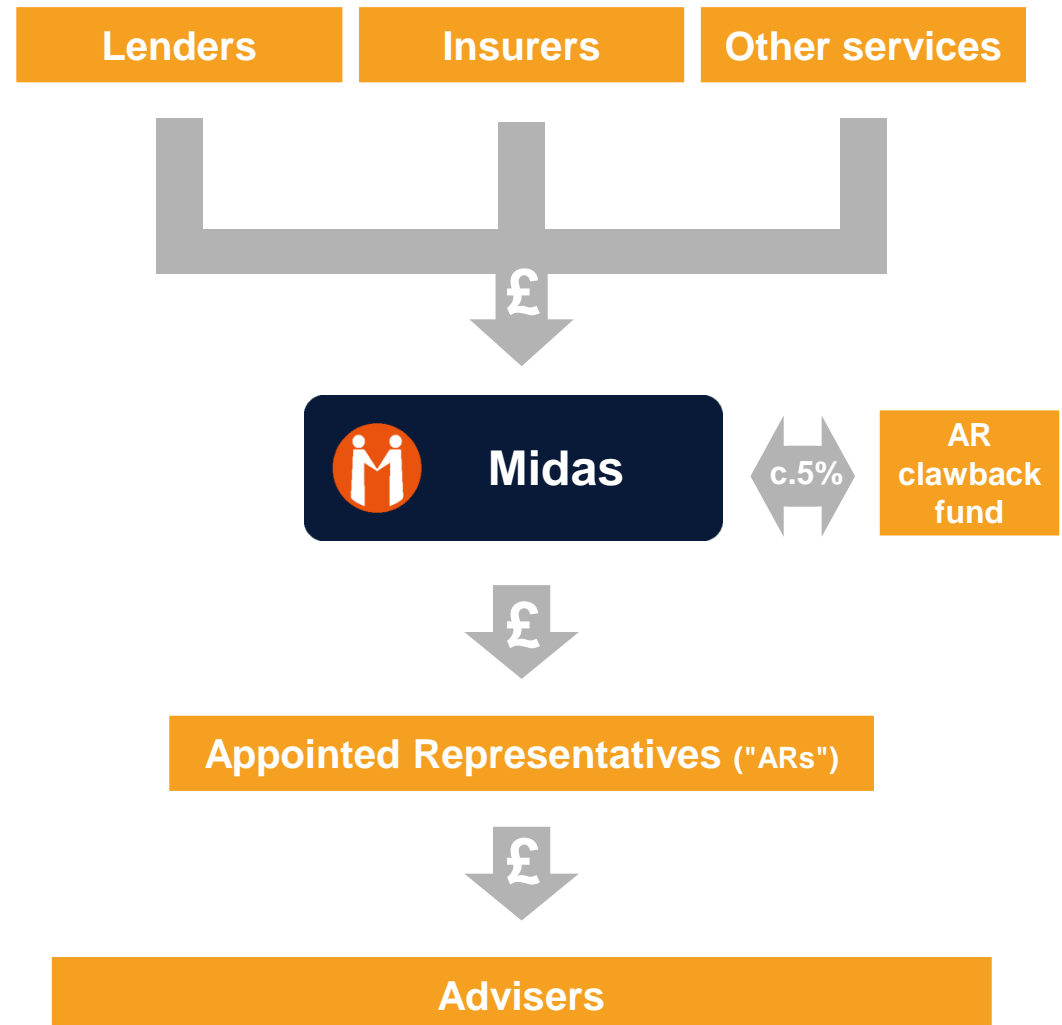 Lenders
Insurers
Other services
£
Midas
c.5%
AR
clawback
fund
£
Appointed Representatives ("ARs")
£
Advisers